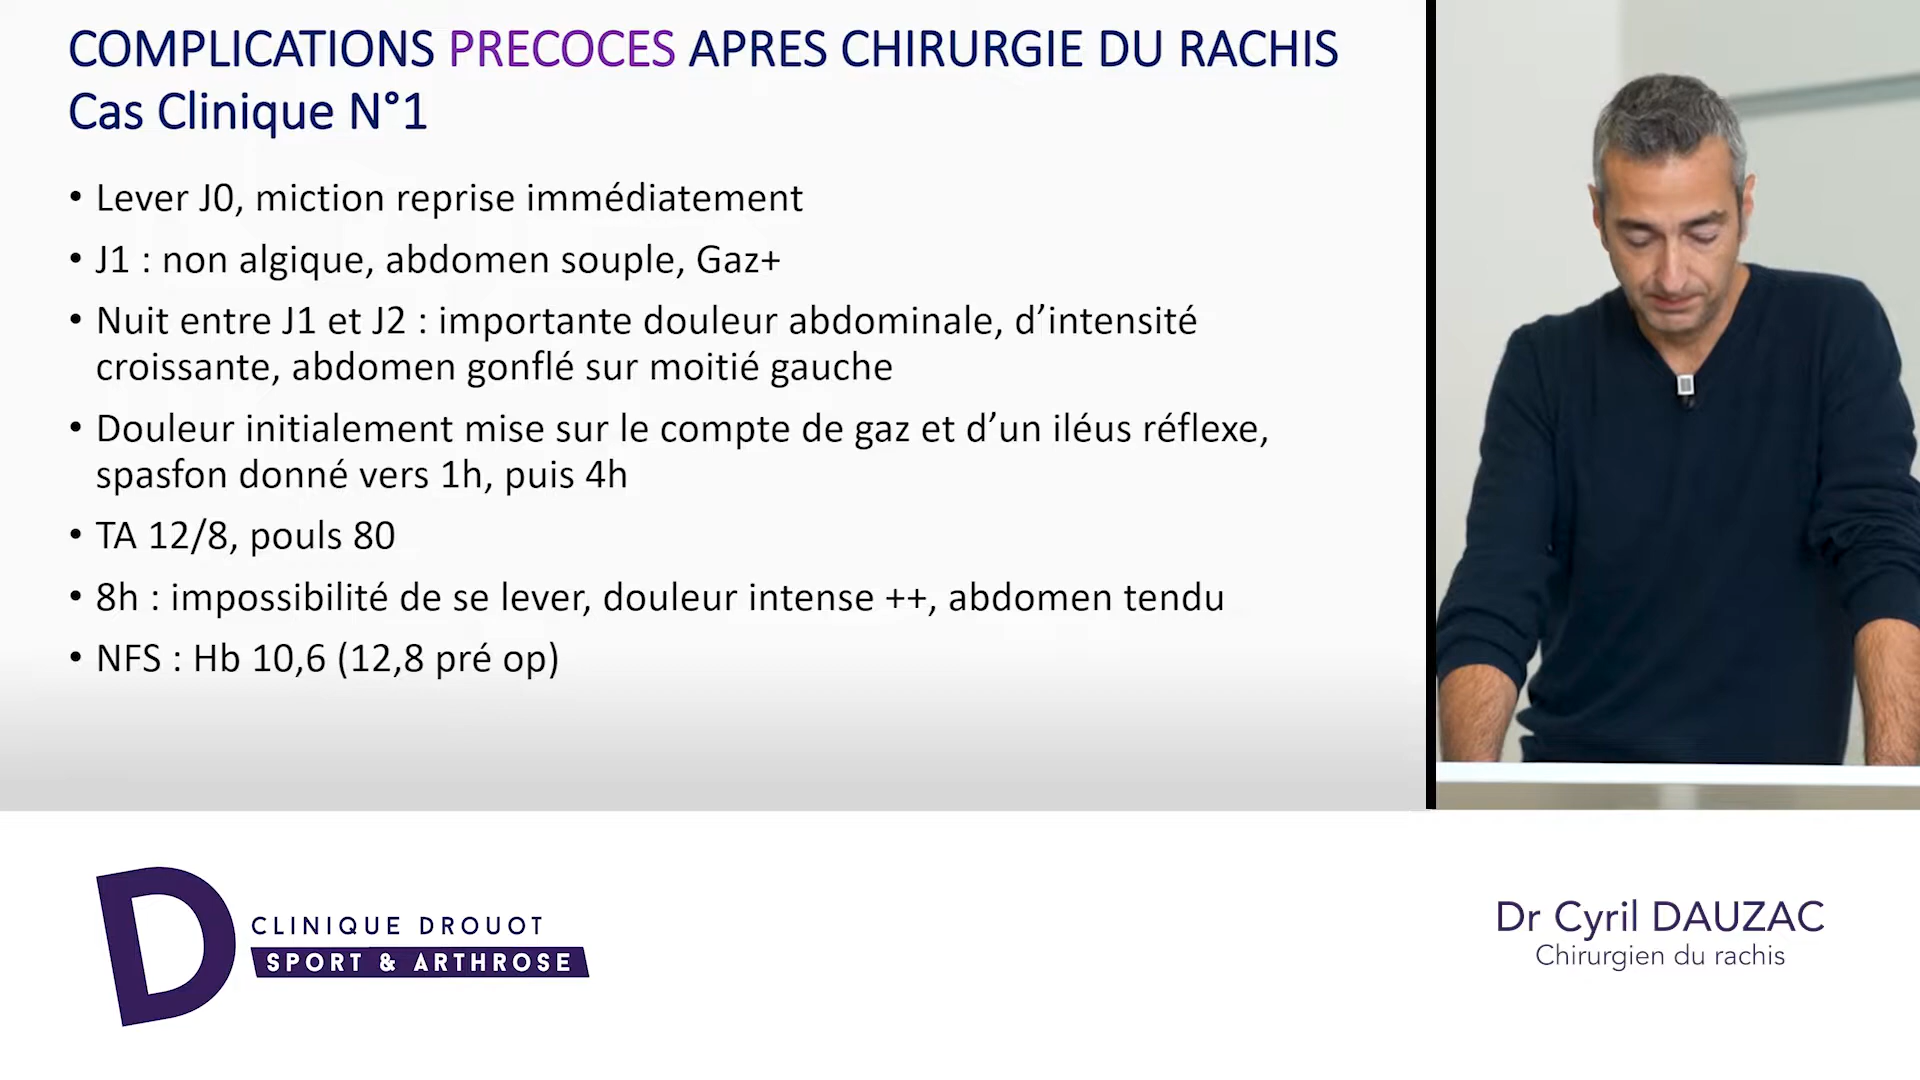 COMPLICATIONS PRECOCES APRES CHIRURGIE DU RACHIS
Cas Clinique N°1
• Lever J0, miction reprise immédiatement
• J1 : non algique, abdomen souple, Gaz+
• Nuit entre J1 et J2 : importante douleur abdominale, d’intensité
croissante, abdomen gonflé sur moitié gauche
• Douleur initialement mise sur le compte de gaz et d’un iléus réflexe,
spasfon donné vers 1h, puis 4h
• TA 12/8, pouls 80
• 8h : impossibilité de se lever, douleur intense ++, abdomen tendu
• NFS : Hb 10,6 (12,8 pré op)
D
CLINIQUE DROUOT
SPORT & ARTHROSE
Dr Cyril DAUZAC
Chirurgien du rachis